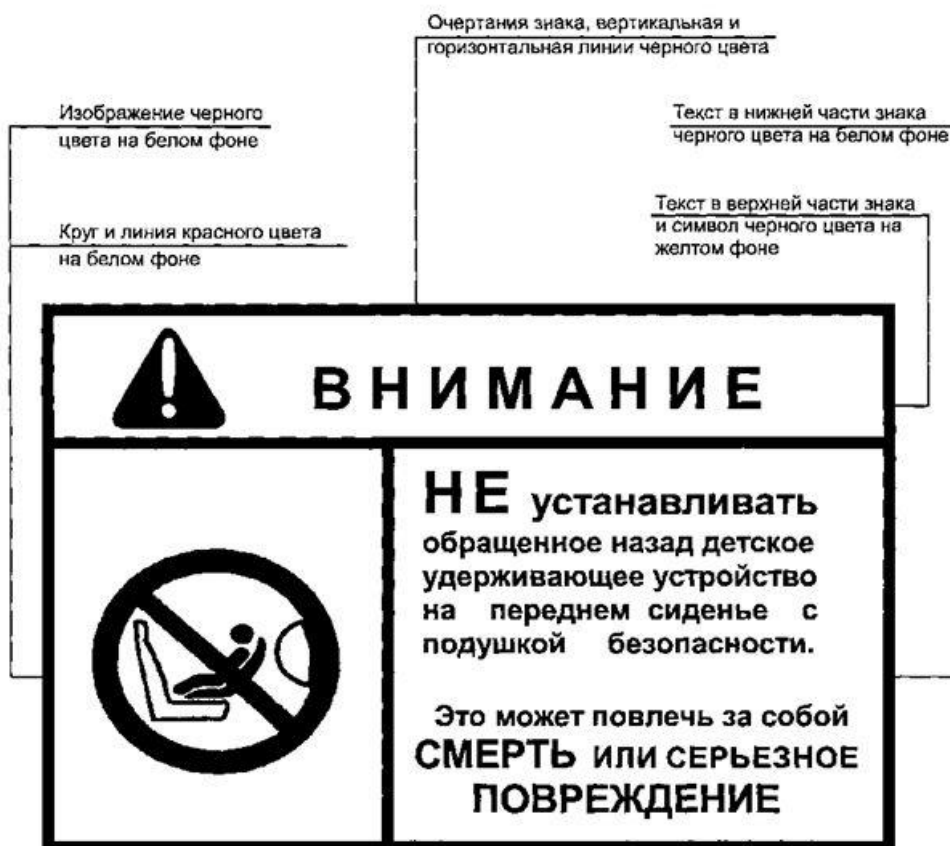 Очертания знака, вертикальная и
горизонтальная линии черного цвета
Изображение черного
цвета на белом фоне
Текст в нижней части знака
черного цвета на белом фоне
Круг и линия красного цвета
на белом фоне
Текст в верхней части знака
и символ черного цвета на
желтом фоне
ВНИМАНИЕ
НЕ устанавливать
обращенное назад детское
удерживающее устройство
на переднем сиденье с
подушкой безопасности.
Это может повлечь за собой
СМЕРТЬ ИЛИ СЕРЬЕЗНОЕ
ПОВРЕЖДЕНИЕ